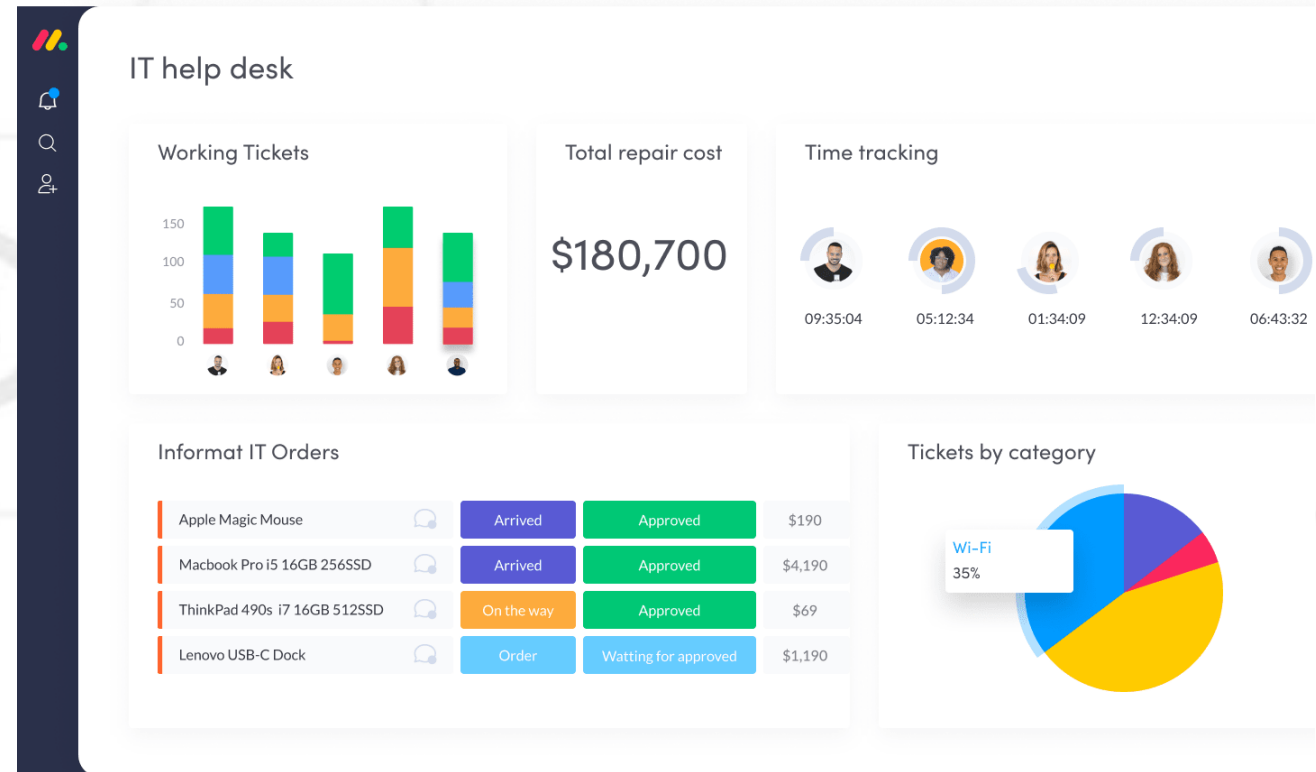 IT help desk
Working Tickets
150
100
50
0
Total repair cost
$180,700
Time tracking
09:35:04
05:12:34
01:34:09
12:34:09
06:43:32
Informat IT Orders
Apple Magic Mouse Arrived Approved $190
Macbook Pro i5 16GB 256SSD Arrived Approved $4,190
ThinkPad 490s i7 16GB 512SSD On the way Approved $69
Lenovo USB-C Dock Order Watting for approved $1,190
Tickets by category
Wi-Fi
35%